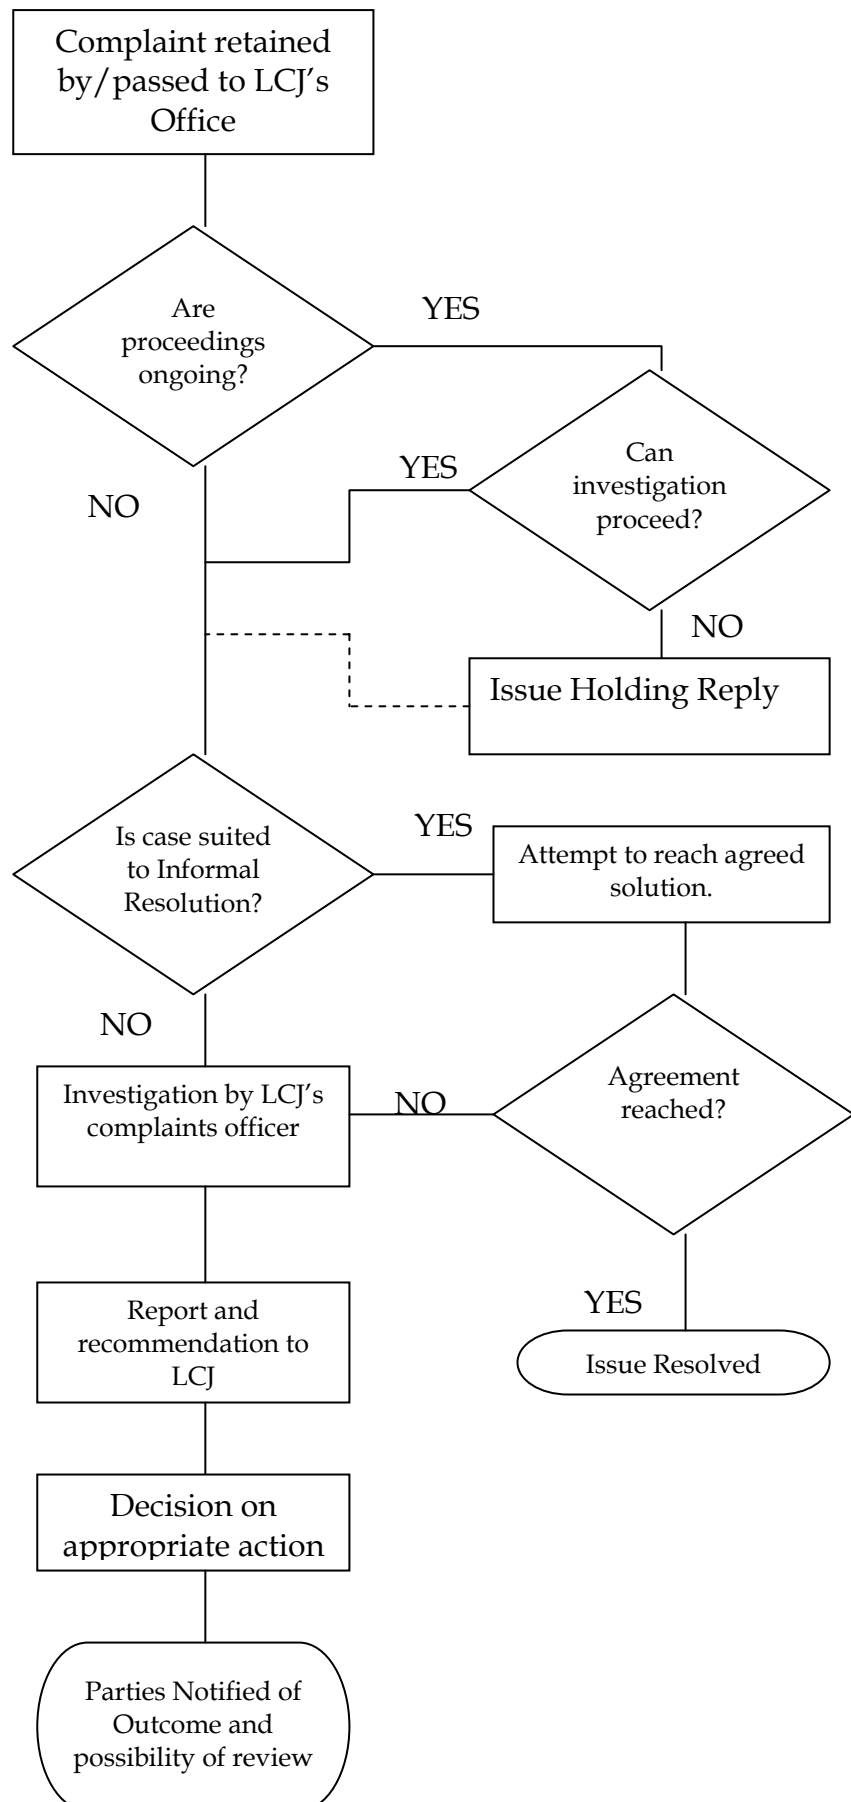 Complaint retained
by/passed to LCJ's
Office
Are
proceedings
ongoing?
YES
NO
Can
investigation
proceed?
YES
NO
Issue Holding Reply
Is case suited
to Informal
Resolution?
YES
Attempt to reach agreed
solution.
NO
Agreement
reached?
NO
Investigation by LCJ's
complaints officer
YES
Issue Resolved
Report and
recommendation to
LCJ
Decision on
appropriate action
Parties Notified of
Outcome and
possibility of review